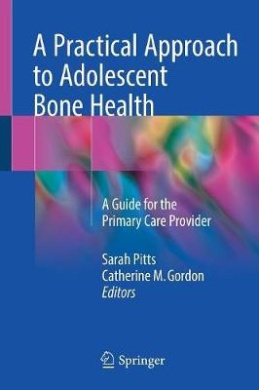 A Practical Approach
to Adolescent
Bone Health
A Guide for the
Primary Care Provider
Sarah Pitts
Catherine M. Gordon
Editors
Springer